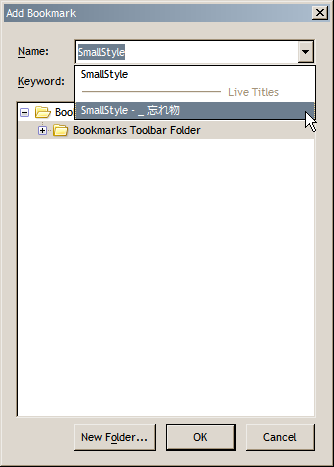 Add Bookmark
Name:
SmallStyle
SmallStyle
Live Titles
Keyword:
SmallStyle - _ 忘れ物
Boo
Bookmarks Toolbar Folder
New Folder...
OK
Cancel